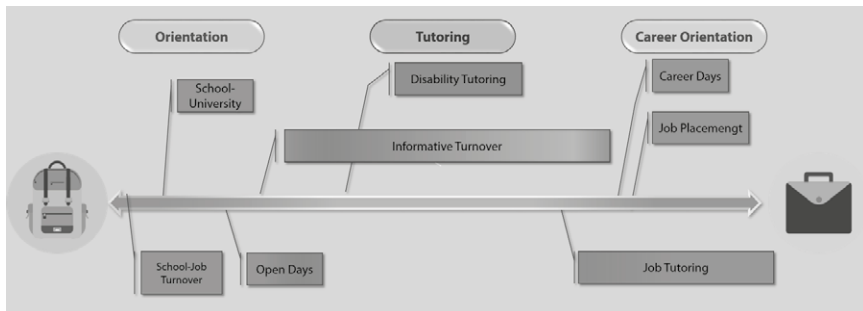 Orientation
Tutoring
Career Orientation
School-
University
Disability Tutoring
Career Days
Informative Turnover
Job Placemengt
School-Job
Turnover
Open Days
Job Tutoring